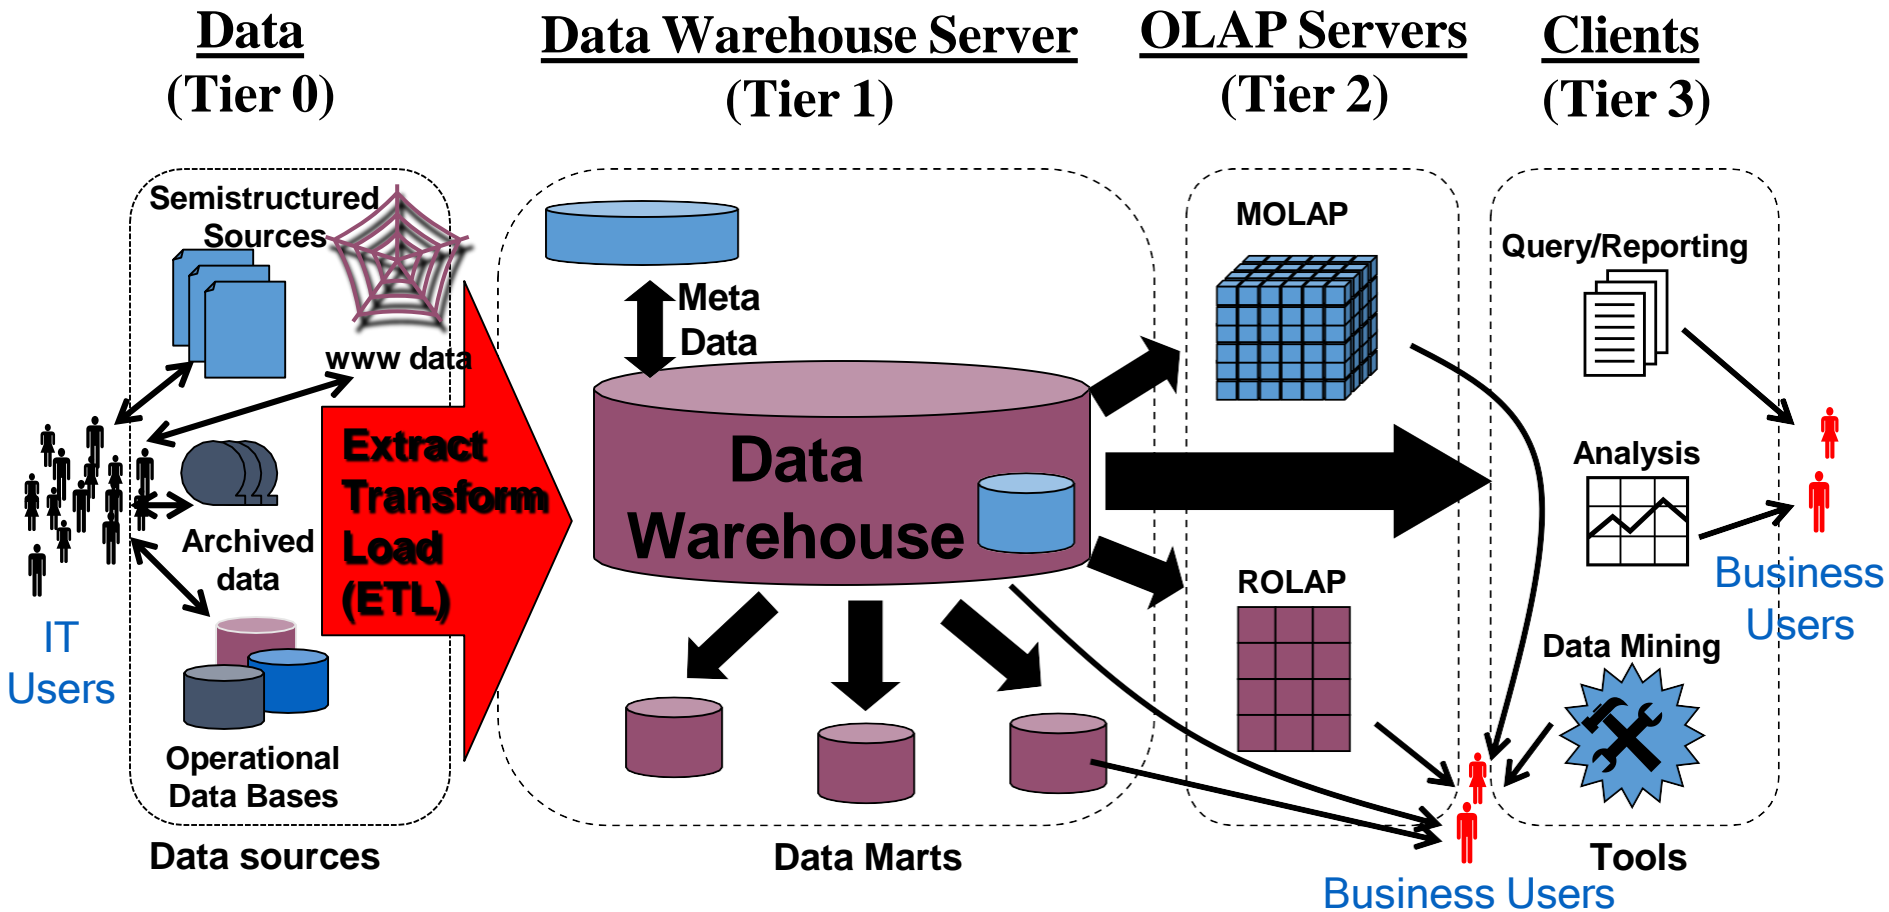 Data
(Tier 0)
Data Warehouse Server
(Tier 1)
OLAP Servers
(Tier 2)
Clients
(Tier 3)
Semistructured
Sources
www data
Archived
data
Operational
Data Bases
Data sources
IT
Users
Extract
Transform
Load
(ETL)
Meta
Data
Data
Warehouse
Data Marts
MOLAP
ROLAP
Query/Reporting
Analysis
Data Mining
Tools
Business
Users
Business Users